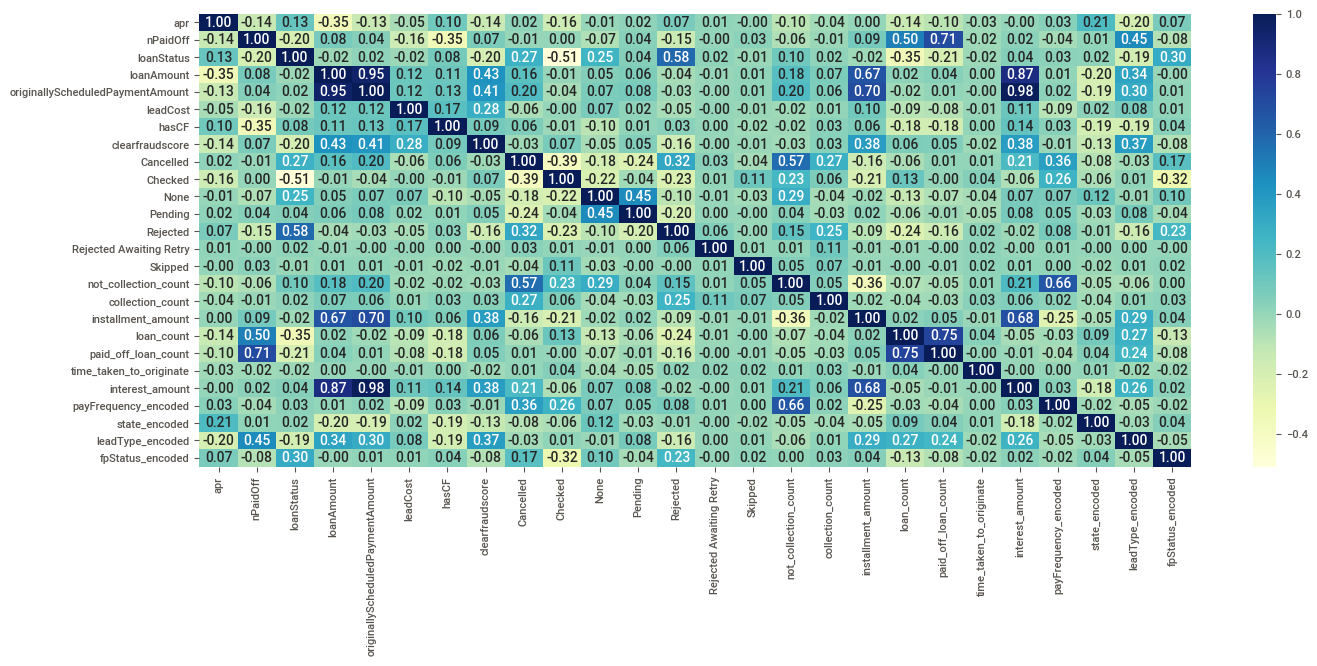 apr 1.00 -0.14 0.13 -0.35 -0.13 -0.05 0.10 -0.14 0.02 -0.16 -0.01 0.02 0.07 0.01 -0.00 -0.10 -0.04 0.00 -0.14 -0.10 -0.03 -0.00 0.03 0.21 -0.20 0.07
nPaidOff -0.14 1.00 -0.20 0.08 0.04 -0.16 -0.35 0.07 -0.01 0.00 -0.07 0.04 -0.15 -0.00 0.03 -0.06 -0.01 0.09 0.50 0.71 -0.02 0.02 -0.04 0.01 0.45 -0.08
loanStatus 0.13 -0.20 1.00 -0.02 0.02 -0.02 0.08 -0.20 0.27 -0.51 0.25 0.04 0.58 0.02 -0.01 0.10 0.02 -0.02 -0.35 -0.21 -0.00 0.04 0.03 0.02 -0.19 0.30
loanAmount -0.35 0.08 -0.02 1.00 0.95 0.12 0.11 0.43 0.16 -0.01 0.05 0.06 -0.04 -0.01 0.01 0.18 0.07 0.67 0.02 0.04 -0.00 0.87 0.01 -0.20 0.34 -0.00
originallyScheduledPaymentAmount -0.13 0.04 0.02 0.95 1.00 0.12 0.13 0.41 0.20 -0.04 0.07 0.08 -0.03 -0.00 0.01 0.20 0.06 0.70 -0.02 0.01 -0.01 0.98 0.02 -0.19 0.30 0.01
leadCost -0.05 -0.16 -0.02 0.12 0.12 1.00 0.17 0.28 -0.06 -0.00 0.07 0.02 -0.05 -0.00 -0.01 -0.02 0.01 0.10 -0.09 -0.08 -0.01 0.11 -0.09 0.02 0.08 0.01
hasCF 0.10 -0.35 0.08 0.11 0.13 0.17 1.00 0.09 0.06 -0.01 -0.10 0.01 0.03 0.00 -0.02 -0.02 0.03 0.06 -0.18 -0.18 0.00 0.14 0.03 -0.19 -0.19 0.04
clearfraudscore -0.14 0.07 -0.20 0.43 0.41 0.28 0.09 1.00 -0.03 0.07 -0.05 0.05 -0.16 -0.00 -0.01 -0.03 0.03 0.38 0.06 0.05 -0.02 0.38 -0.01 -0.13 0.37 -0.08
Cancelled 0.02 -0.01 0.27 0.16 0.20 -0.06 0.06 -0.03 1.00 -0.39 -0.18 -0.24 0.32 0.03 -0.04 0.57 0.27 -0.16 -0.06 0.01 0.01 0.21 0.36 -0.08 -0.03 0.17
Checked -0.16 0.00 -0.51 -0.01 -0.04 -0.00 -0.01 0.07 -0.39 1.00 -0.22 -0.04 -0.23 0.01 0.11 0.23 0.06 -0.21 0.13 -0.00 0.04 -0.06 0.26 -0.06 0.01 -0.32
None -0.01 -0.07 0.25 0.05 0.07 0.07 -0.10 -0.05 -0.18 -0.22 1.00 0.45 -0.10 -0.01 -0.03 0.29 -0.04 -0.02 -0.13 -0.07 -0.04 0.07 0.07 0.12 -0.01 0.10
Pending 0.02 0.04 0.04 0.06 0.08 0.02 0.01 0.05 -0.24 -0.04 0.45 1.00 -0.20 0.00 -0.00 0.04 -0.03 0.02 -0.06 -0.01 -0.05 0.08 0.05 -0.03 0.08 -0.04
Rejected 0.07 -0.15 0.58 -0.04 -0.03 -0.05 0.03 -0.16 0.32 -0.23 -0.10 -0.20 1.00 0.06 -0.00 0.15 0.25 -0.09 -0.24 -0.16 0.02 -0.02 0.08 -0.01 -0.16 0.23
Rejected Awaiting Retry 0.01 -0.00 0.02 -0.01 -0.00 -0.00 0.00 -0.00 0.03 0.01 -0.01 0.00 0.06 1.00 0.01 0.01 0.11 -0.01 -0.01 -0.00 0.02 -0.00 0.01 -0.00 0.00 -0.00
Skipped -0.00 0.03 -0.01 0.01 0.01 -0.01 -0.02 -0.01 -0.04 0.11 -0.03 -0.00 -0.00 0.01 1.00 0.05 0.07 -0.01 -0.00 -0.01 0.02 0.01 0.00 -0.02 0.01 0.02
not_collection_count -0.10 -0.06 0.10 0.18 0.20 -0.02 -0.02 -0.03 0.57 0.23 0.29 0.04 0.15 0.01 0.05 1.00 0.05 -0.36 -0.07 -0.05 0.01 0.21 0.66 -0.05 -0.06 0.00
collection_count -0.04 -0.01 0.02 0.07 0.06 0.01 0.03 0.03 0.27 0.06 -0.04 -0.03 0.25 0.11 0.07 0.05 1.00 -0.02 -0.04 -0.03 0.03 0.06 0.02 -0.04 0.01 0.03
installment_amount 0.00 0.09 -0.02 0.67 0.70 0.10 0.06 0.38 -0.16 -0.21 -0.02 0.02 -0.09 -0.01 -0.01 -0.36 -0.02 1.00 0.02 0.05 -0.01 0.68 -0.25 -0.05 0.29 0.04
loan_count -0.14 0.50 -0.35 0.02 -0.02 -0.09 -0.18 0.06 -0.06 0.13 -0.13 -0.06 -0.24 -0.01 -0.00 -0.07 -0.04 0.02 1.00 0.75 0.04 -0.05 -0.04 0.09 0.27 -0.13
paid_off_loan_count -0.10 0.71 -0.21 0.04 0.01 -0.08 -0.18 0.05 0.01 -0.00 -0.07 -0.01 -0.16 -0.00 -0.01 -0.05 -0.03 0.05 0.75 1.00 -0.00 -0.01 -0.04 0.04 0.24 -0.08
time_taken_to_originate -0.03 -0.02 -0.00 -0.00 -0.01 -0.01 0.00 -0.02 0.01 0.04 -0.04 -0.05 0.02 0.02 0.02 0.01 0.03 -0.01 0.04 -0.00 1.00 -0.00 0.00 0.01 -0.02 -0.02
interest_amount -0.00 0.02 0.04 0.87 0.98 0.11 0.14 0.38 0.21 -0.06 0.07 0.08 -0.02 -0.00 0.01 0.21 0.06 0.68 -0.05 -0.01 -0.00 1.00 0.03 -0.18 0.26 0.02
payFrequency_encoded 0.03 -0.04 0.03 0.01 0.02 -0.09 0.03 -0.01 0.36 0.26 0.07 0.05 0.08 0.01 0.00 0.66 0.02 -0.25 -0.04 -0.04 0.00 0.03 1.00 -0.02 -0.05 -0.02
state_encoded 0.21 0.01 0.02 -0.20 -0.19 0.02 -0.19 -0.13 -0.08 -0.06 0.12 -0.03 -0.01 -0.00 -0.02 -0.05 -0.04 -0.05 0.09 0.04 0.01 -0.18 -0.02 1.00 -0.03 0.04
leadType_encoded -0.20 0.45 -0.19 0.34 0.30 0.08 -0.19 0.37 -0.03 0.01 -0.01 0.08 -0.16 0.00 0.01 -0.06 0.01 0.29 0.27 0.24 -0.02 0.26 -0.05 -0.03 1.00 -0.05
fpStatus_encoded 0.07 -0.08 0.30 -0.00 0.01 0.01 0.04 -0.08 0.17 -0.32 0.10 -0.04 0.23 -0.00 0.02 0.00 0.03 0.04 -0.13 -0.08 -0.02 0.02 -0.02 0.04 -0.05 1.00
apr
nPaidOff
loanStatus
loanAmount
originallyScheduledPaymentAmount
leadCost
hasCF
clearfraudscore
Cancelled
Checked
None
Pending
Rejected
Rejected Awaiting Retry
Skipped
not_collection_count
collection_count
installment_amount
loan_count
paid_off_loan_count
time_taken_to_originate
interest_amount
payFrequency_encoded
state_encoded
leadType_encoded
fpStatus_encoded
1.0
0.8
0.6
0.4
0.2
0.0
−0.2
−0.4